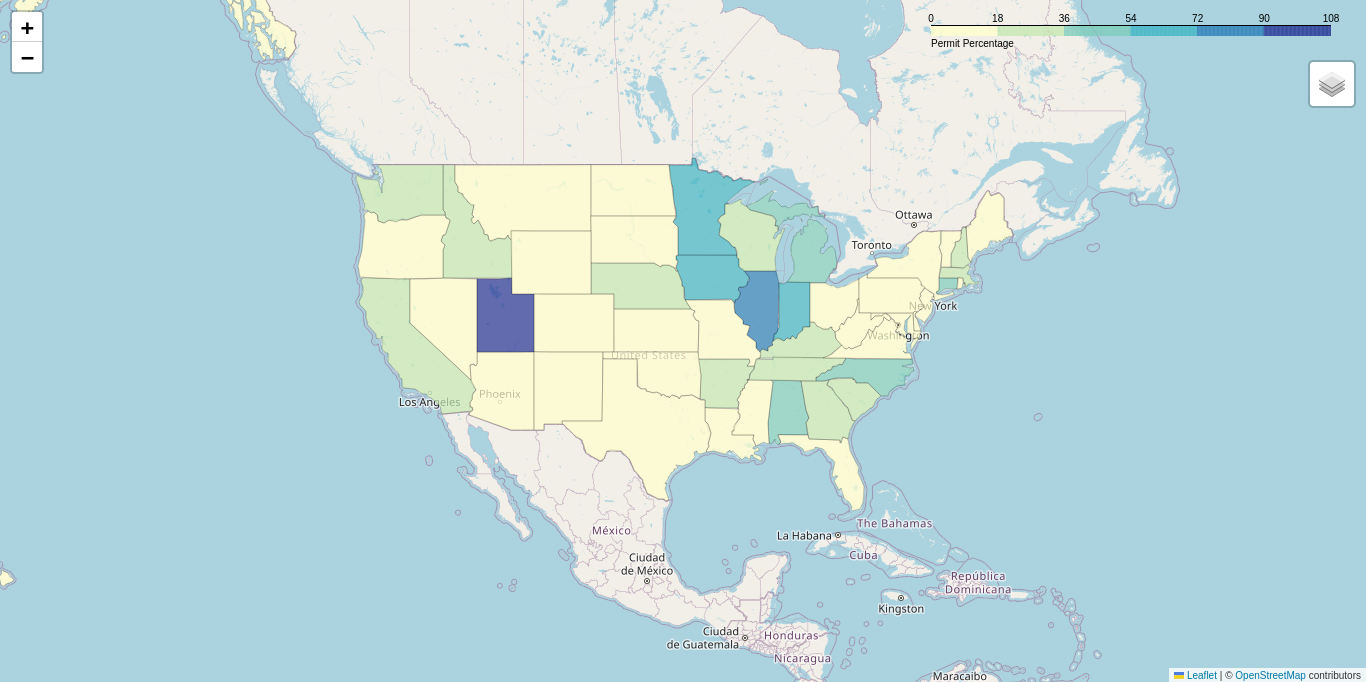 +
−
0 18 36 54 72 90 108
Permit Percentage
Ottawa
Toronto
New York
Washington
United States
Phoenix
Los Angeles
México
La Habana
The Bahamas
Cuba
Ciudad
de México
República
Dominicana
Kingston
Ciudad
de Guatemala
Honduras
Nicaragua
Maracaibo
Leaflet | © OpenStreetMap contributors